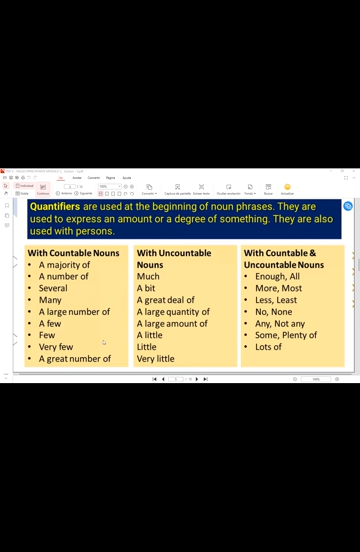 Quantifiers are used at the beginning of noun phrases. They are
used to express an amount or a degree of something. They are also
used with persons.
With Countable Nouns
• A majority of
• A number of
• Several
• Many
• A large number of
• A few
• Few
• Very few
• A great number of
With Uncountable
Nouns
Much
A bit
A great deal of
A large quantity of
A large amount of
A little
Little
Very little
With Countable &
Uncountable Nouns
• Enough, All
• More, Most
• Less, Least
• No, None
• Any, Not any
• Some, Plenty of
• Lots of